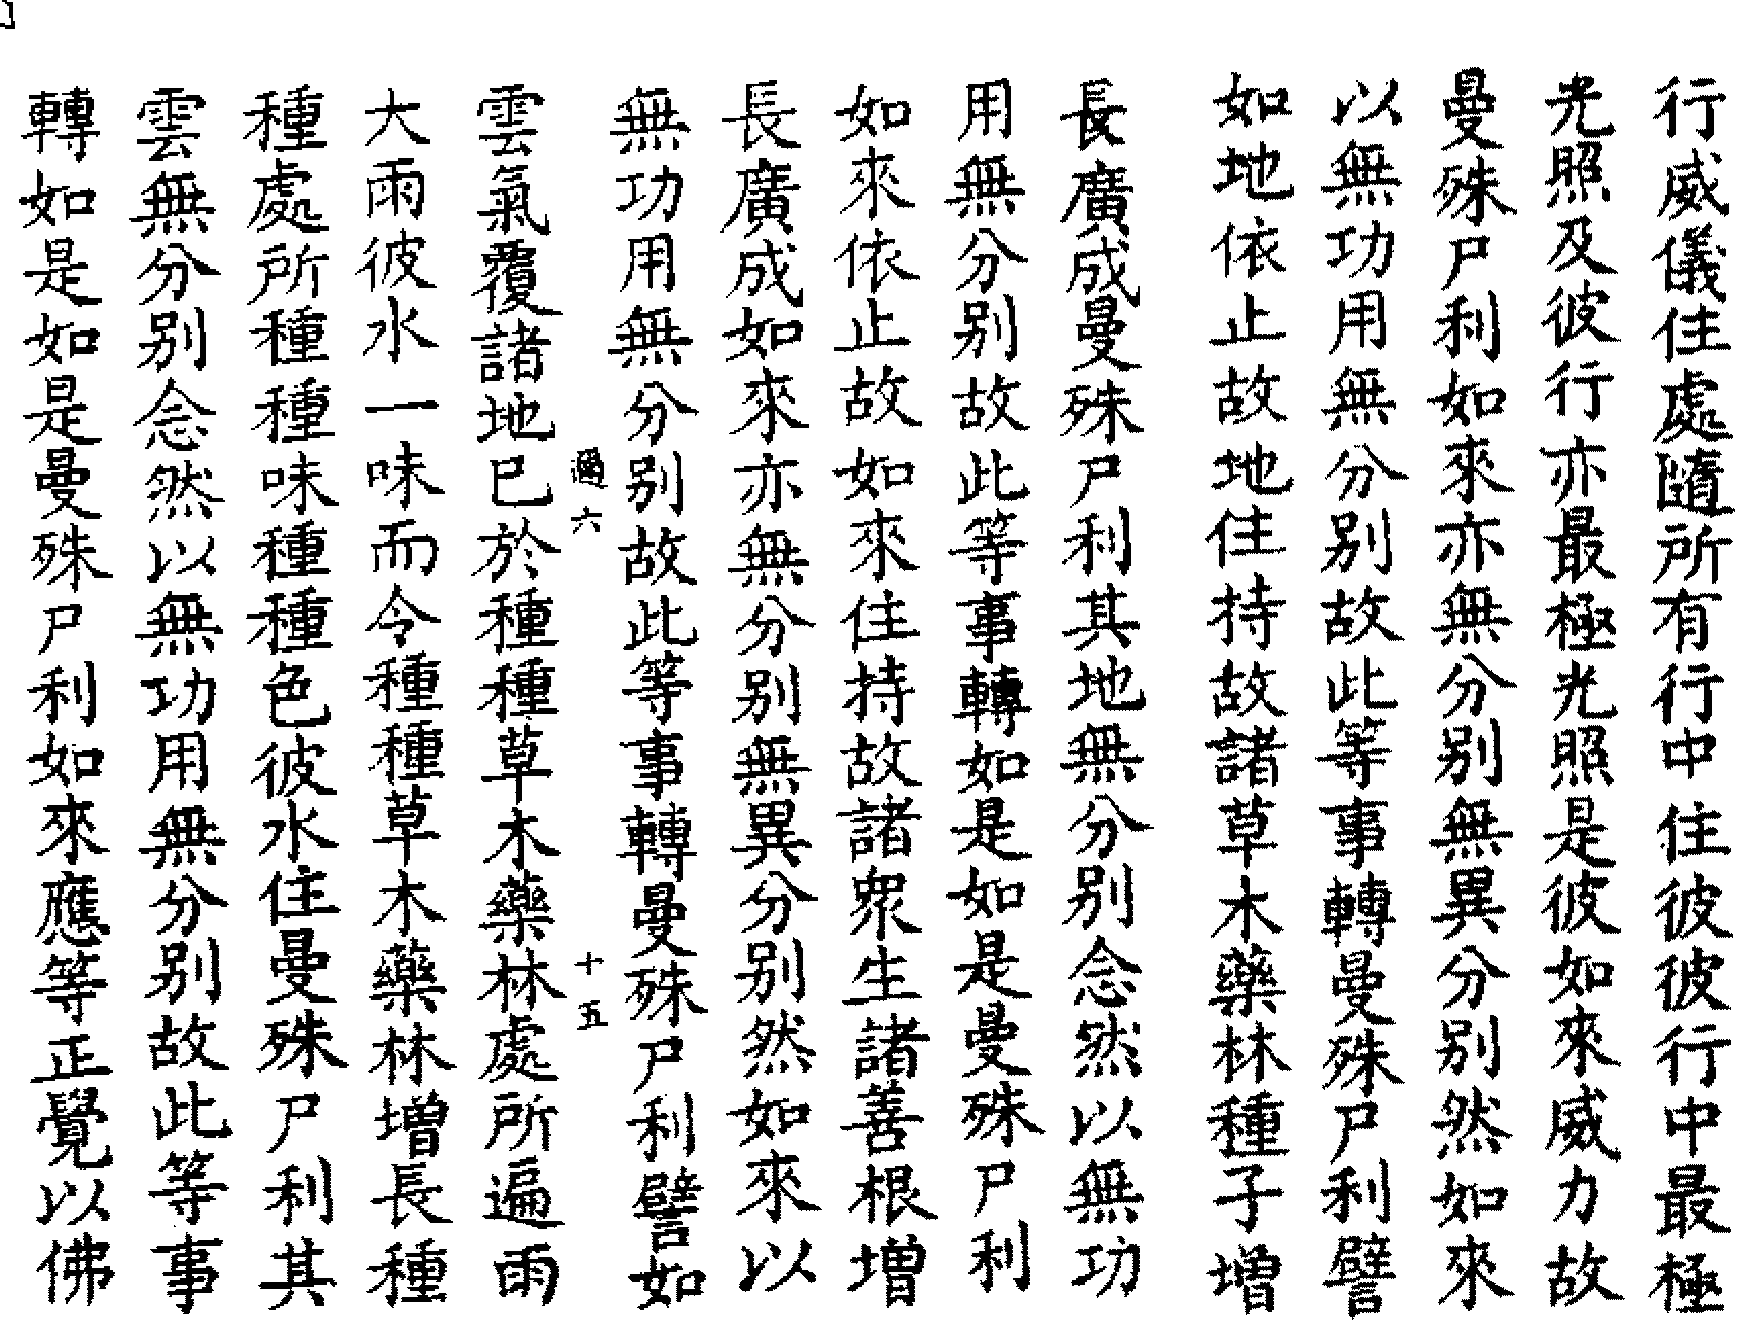 行威儀住處隨所有行中住彼彼行中最極
光照及彼行亦最極光照是彼如來威力故
曼殊尸利如來亦無分別無異分別然如來
以無功用無分別故此等事轉曼殊尸利譬
如地依止故地住持故諸草木藥林種子增
長廣成曼殊尸利其地無分別念然以無功
用無分別故此等事轉如是如是曼殊尸利
如來依止故如來住持故諸眾生諸善根增
長廣成如來亦無分別無異分別然如來以
無功用無分別故此等事轉曼殊尸利譬如
過六 十五
雲氣覆諸地已於種種草木藥林處所遍雨
大雨彼水一味而令種種草木藥林增長種
種處所種種味種種色彼水住曼殊尸利其
雲無分別念然以無功用無分別故此等事
轉如是如是曼殊尸利如來應等正覺以佛